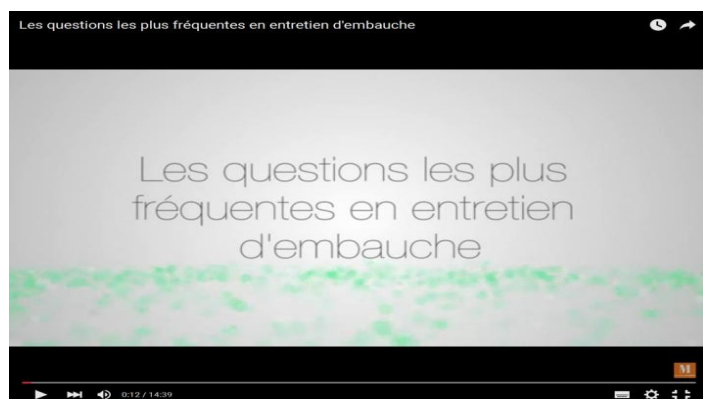 Les questions les plus fréquentes en entretien d'embauche
Les questions les plus
fréquentes en entretien
d'embauche
M
0:12 / 14:39